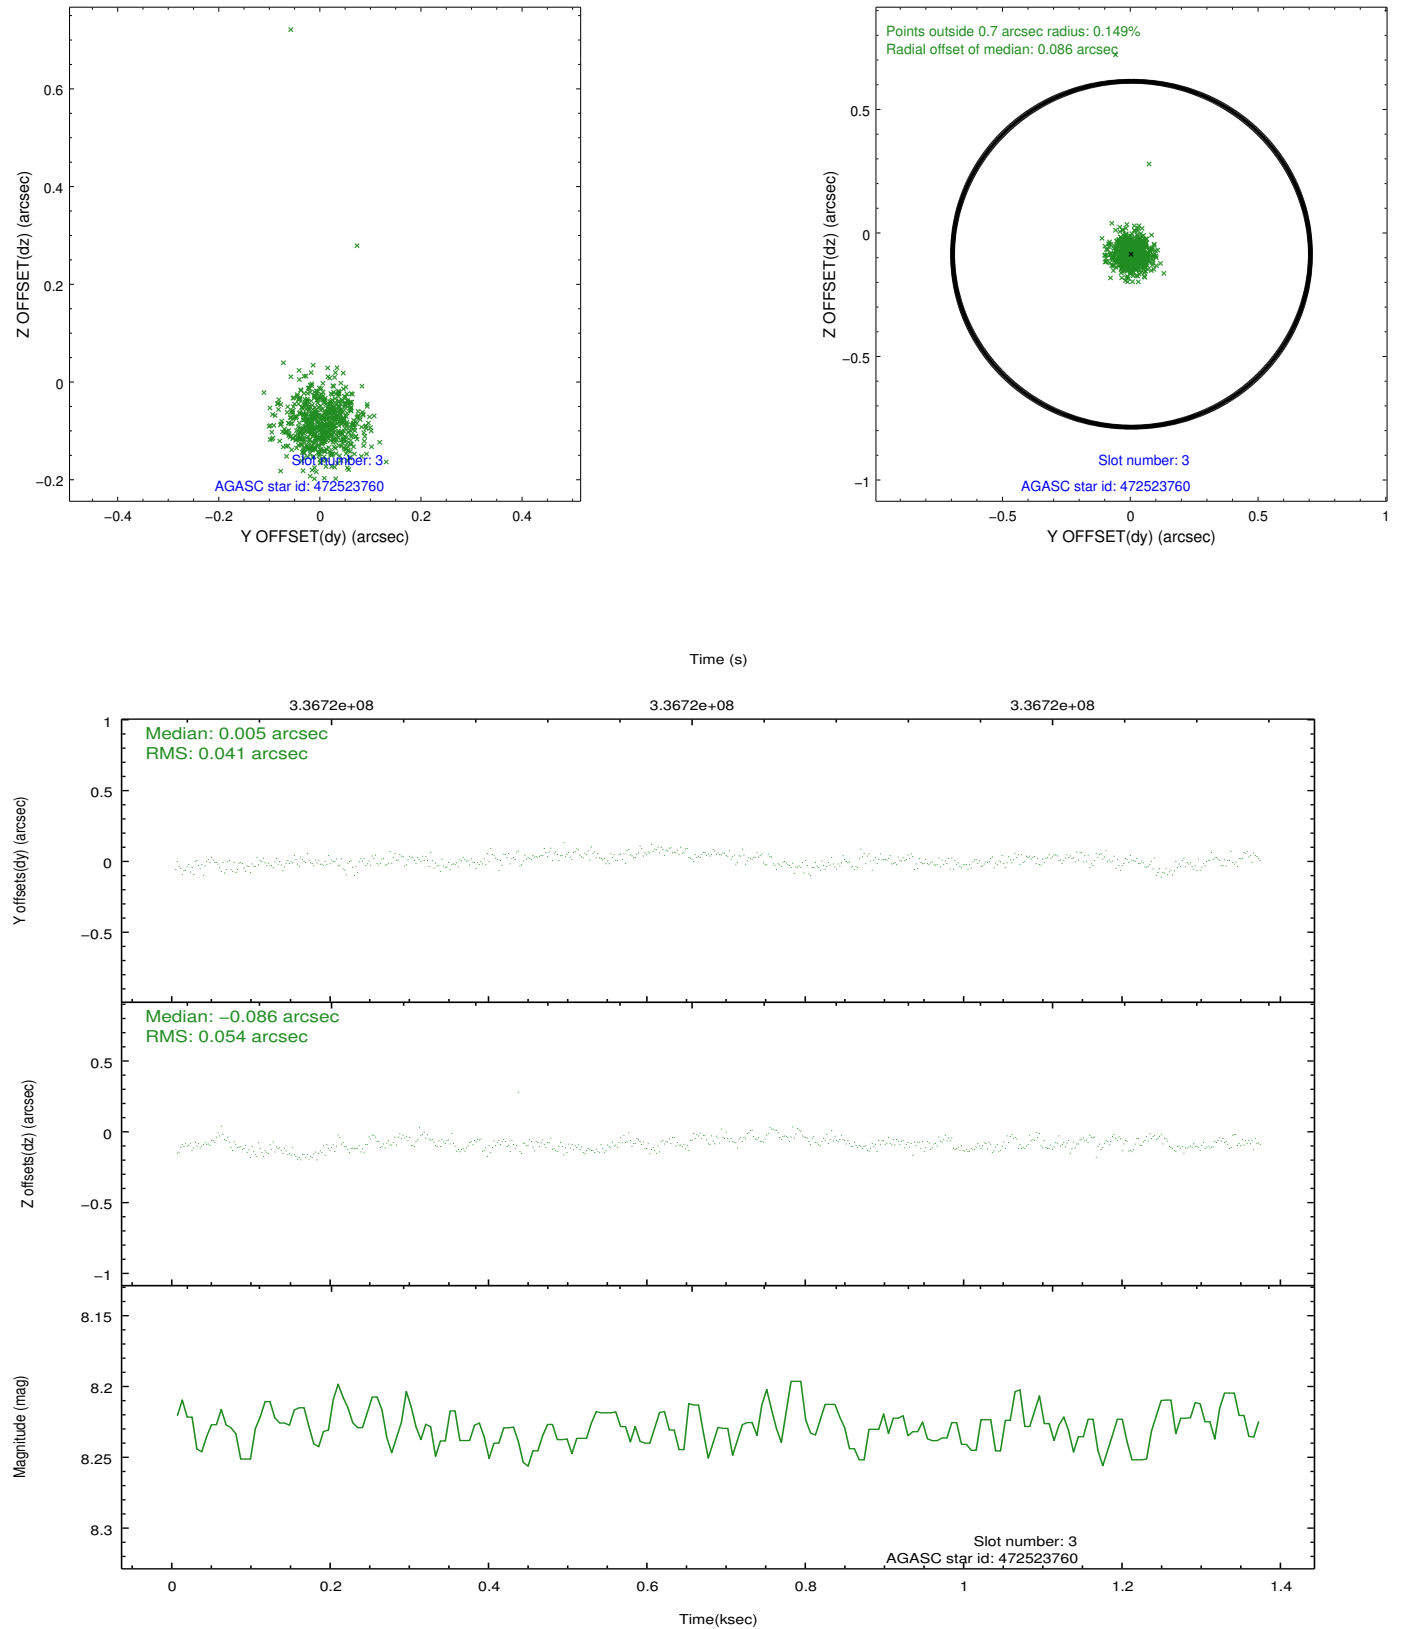 0.6
0.4
0.2
0
−0.2
Z OFFSET(dz) (arcsec)
Slot number: 3
AGASC star id: 472523760
−0.4 −0.2 0 0.2 0.4
Y OFFSET(dy) (arcsec)
Points outside 0.7 arcsec radius: 0.149%
Radial offset of median: 0.086 arcsec
0.5
0
−0.5
−1
Z OFFSET(dz) (arcsec)
Slot number: 3
AGASC star id: 472523760
−0.5 0 0.5 1
Y OFFSET(dy) (arcsec)
Time (s)
3.3672e+08 3.3672e+08 3.3672e+08
Median: 0.005 arcsec
RMS: 0.041 arcsec
1
0.5
0
−0.5
Y offsets(dy) (arcsec)
Median: −0.086 arcsec
RMS: 0.054 arcsec
0.5
0
−0.5
−1
Z offsets(dz) (arcsec)
8.15
8.2
8.25
8.3
Magnitude (mag)
Slot number: 3
AGASC star id: 472523760
0 0.2 0.4 0.6 0.8 1 1.2 1.4
Time(ksec)